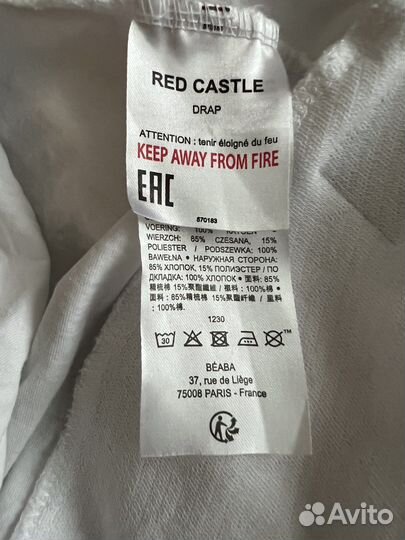 RED CASTLE
DRAP
ATTENTION : tenir éloigné du feu
KEEP AWAY FROM FIRE
EAC
570183
VOERING: 100% KATOEN •
WIERZCH: 85% CZESANA, 15%
POLIESTER / PODSZEWKA: 100%
BAWEŁNA • НАРУЖНАЯ СТОРОНА:
85% ХЛОПОК, 15% ПОЛИЭСТЕР / ПО
ДКЛАДКА: 100% ХЛОПОК • 面料: 85%
精梳棉 15%聚酯纖維 / 裡料: 100%棉 •
面料: 85%精梳棉 15%聚酯纤维 / 里料
: 100%棉
1230
30
TM
BÉABA
37, rue de Liège
75008 PARIS - France
Avito